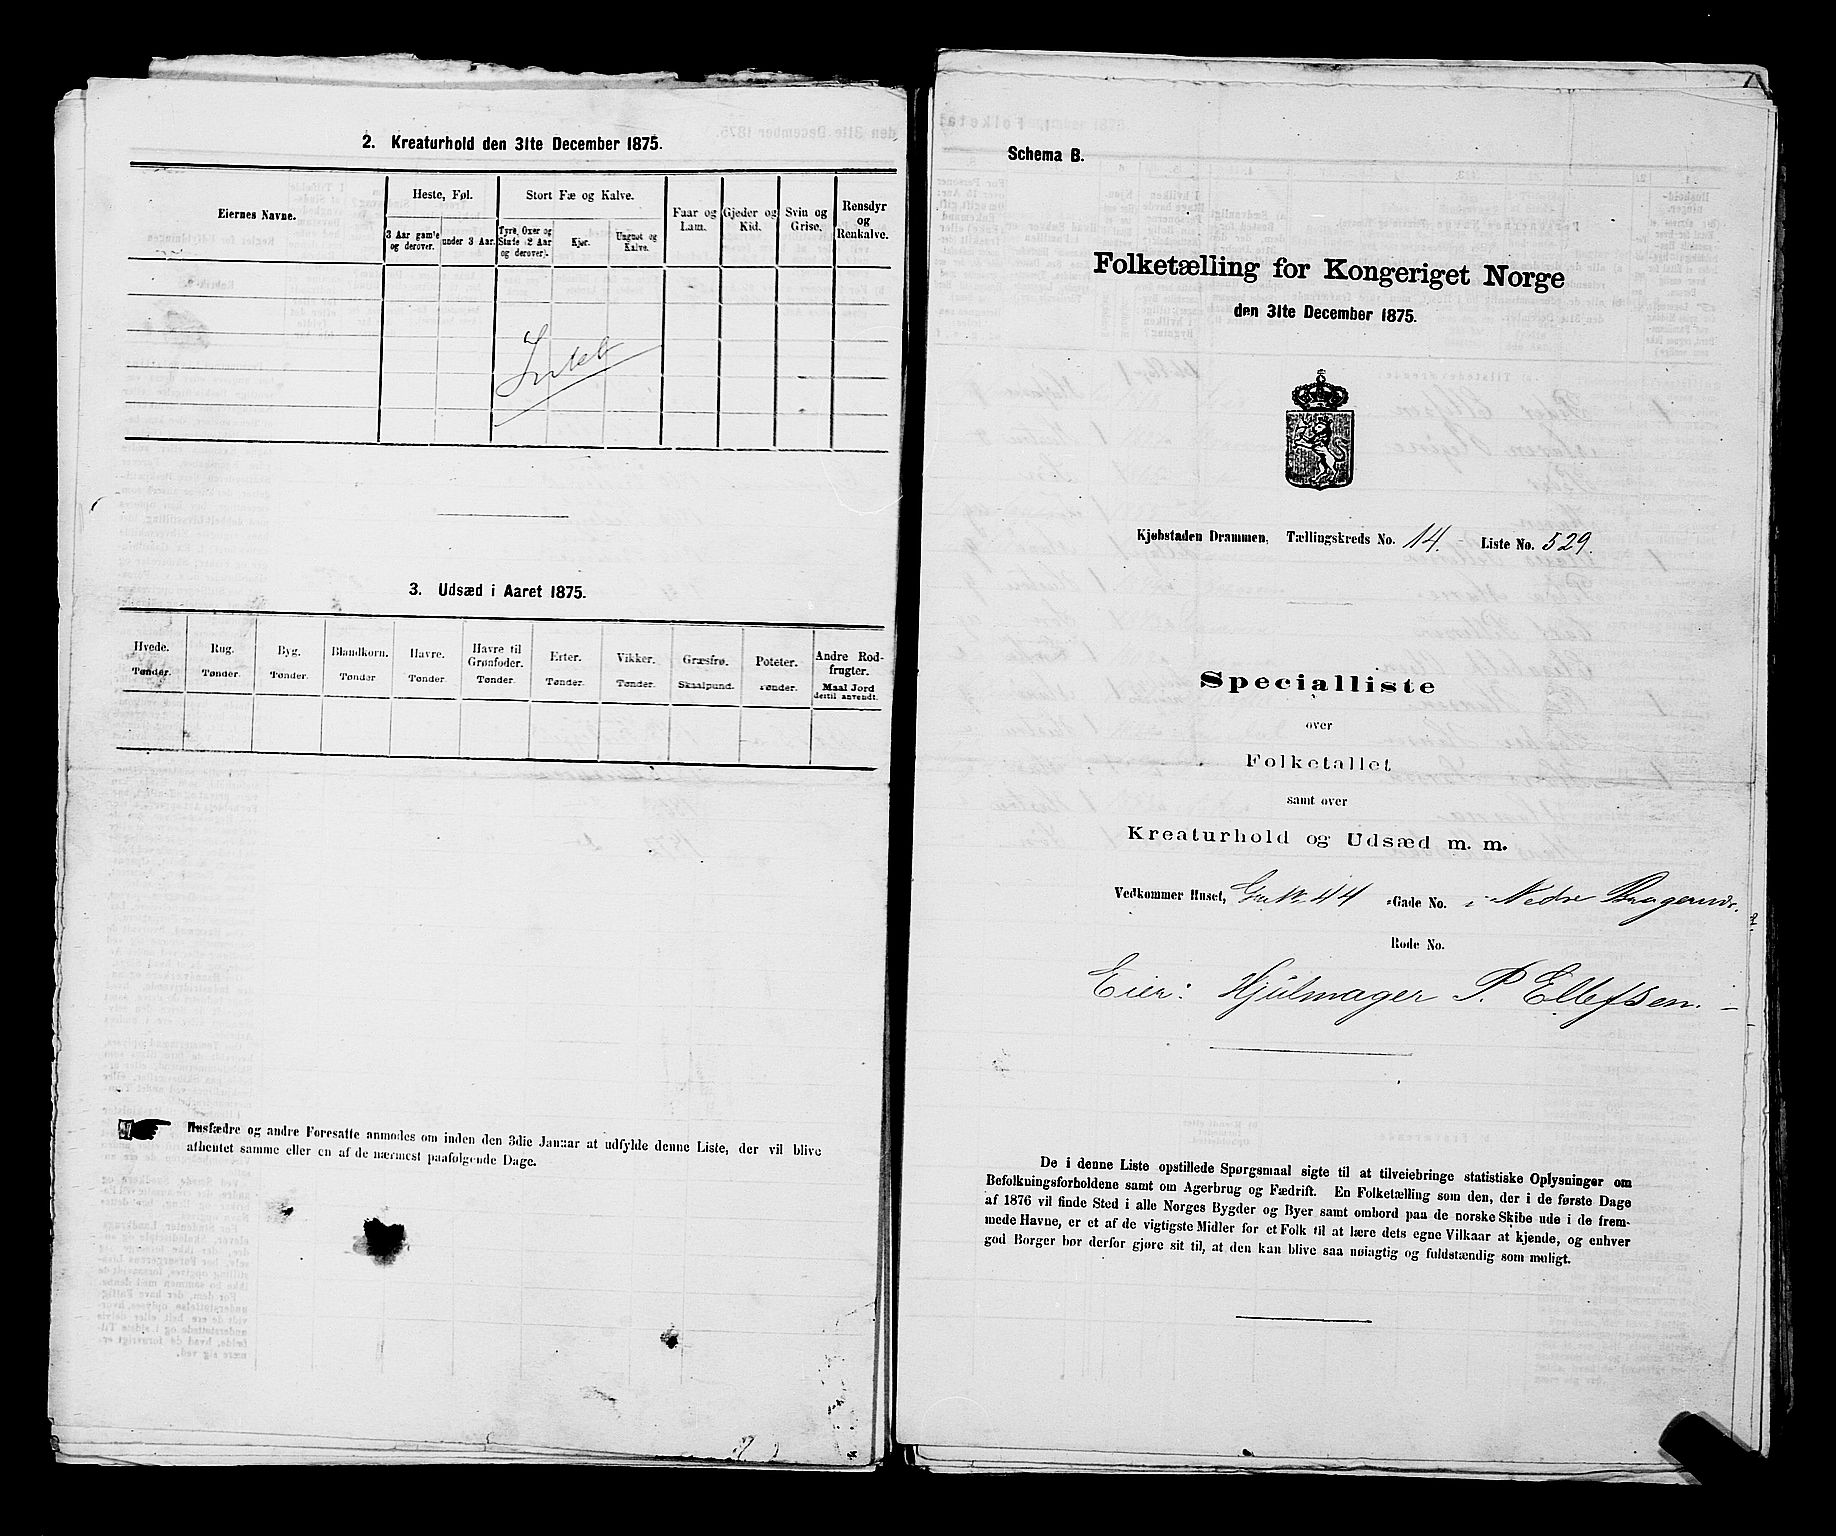 2. Kreaturhold den 31te December 1875.
Eiernes Navne.
Heste, Føl.
Stort Fæ og Kalve.
Faar og Lam.
Gjeder og Kid.
Svin og Grise.
Rensdyr og Renkalve.
3 Aar gamle og derover.
under 3 Aar.
Tyre, Oxer og Stude (2 Aar og derover).
Kjør.
Ungnøt og Kalve.
Intet
3. Udsæd i Aaret 1875.
Hvede. Tønder.
Rug. Tønder.
Byg. Tønder.
Blandkorn. Tønder.
Havre. Tønder.
Havre til Grønfoder. Tønder.
Erter. Tønder.
Vikker. Tønder.
Græsfrø. Skaalpund.
Poteter. Tønder.
Andre Rodfrugter. Maal Jord dertil anvendt.
Husfædre og andre Foresatte anmodes om inden den 3die Januar at udfylde denne Liste, der vil blive
afhentet samme eller en af de nærmest paafølgende Dage.
Schema B.
Folketælling for Kongeriget Norge
den 31te December 1875.
Kjøbstaden Drammen, Tællingskreds No. 14. Liste No. 529.
Specialliste
over
Folketallet
samt over
Kreaturhold og Udsæd m. m.
Vedkommer Huset, 44 -Gade No. i Nedre
Rode No.
Eier: Hjulmager P. Ellefsen.
De i denne Liste opstillede Spørgsmaal sigte til at tilveiebringe statistiske Oplysninger om
Befolkningsforholdene samt om Agerbrug og Fædrift. En Folketælling som den, der i de første Dage
af 1876 vil finde Sted i alle Norges Bygder og Byer samt ombord paa de norske Skibe ude i de frem-
mede Havne, er et af de vigtigste Midler for et Folk til at lære dets egne Vilkaar at kjende, og enhver
god Borger bør derfor gjøre sit til, at den kan blive saa nøiagtig og fuldstændig som muligt.